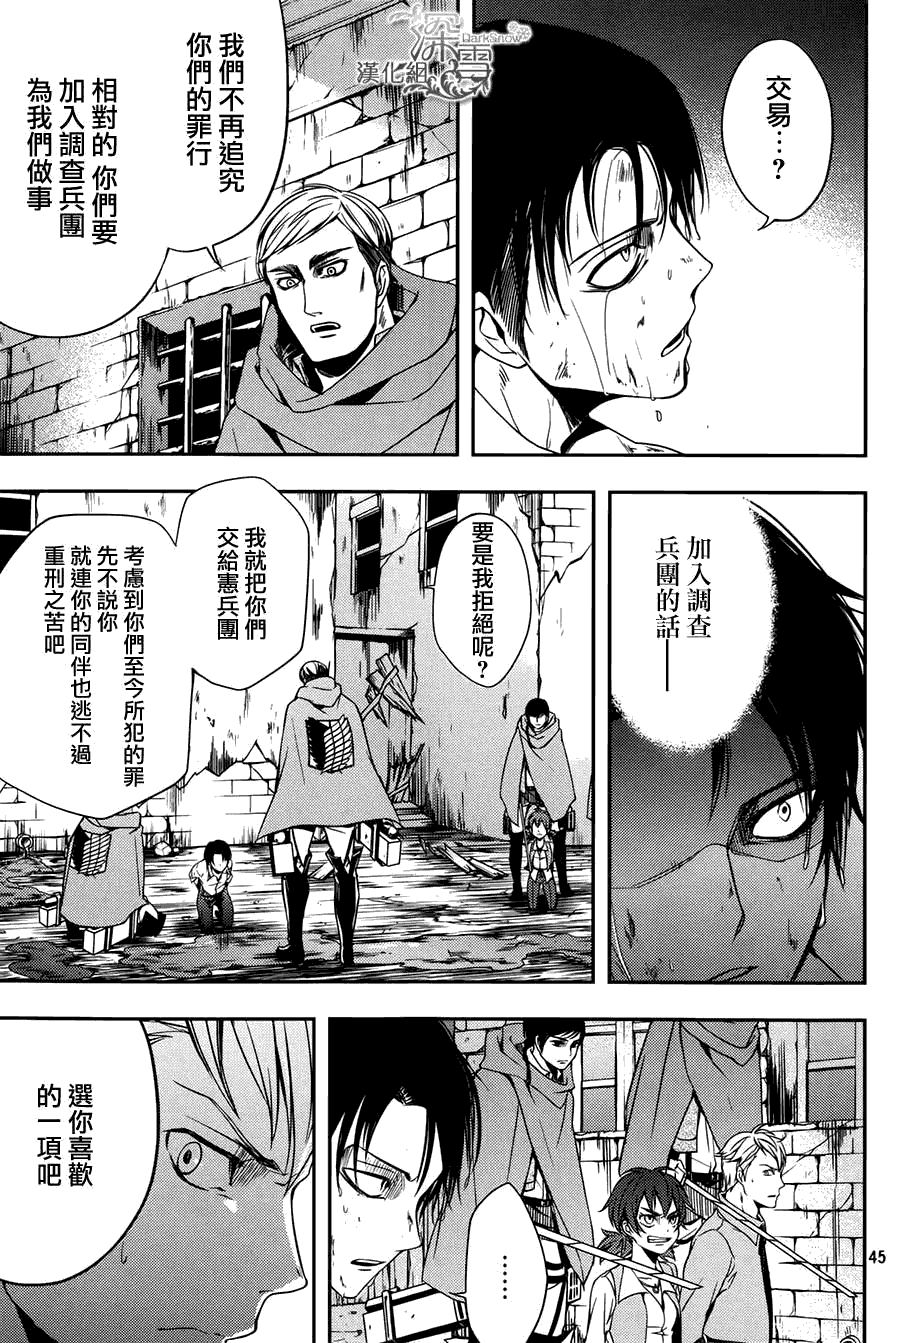 交易…?
我們不再追究
你們的罪行
相對的 你們要
加入調查兵團
為我們做事
深雪
DarkSnow
漢化組
加入調查
兵團的話——
要是我拒絕呢?
我就把你們
交給憲兵團
考慮到你們至今所犯的罪
先不說你
就連你的同伴也逃不過
重刑之苦吧
……
選你喜歡
的一項吧
45